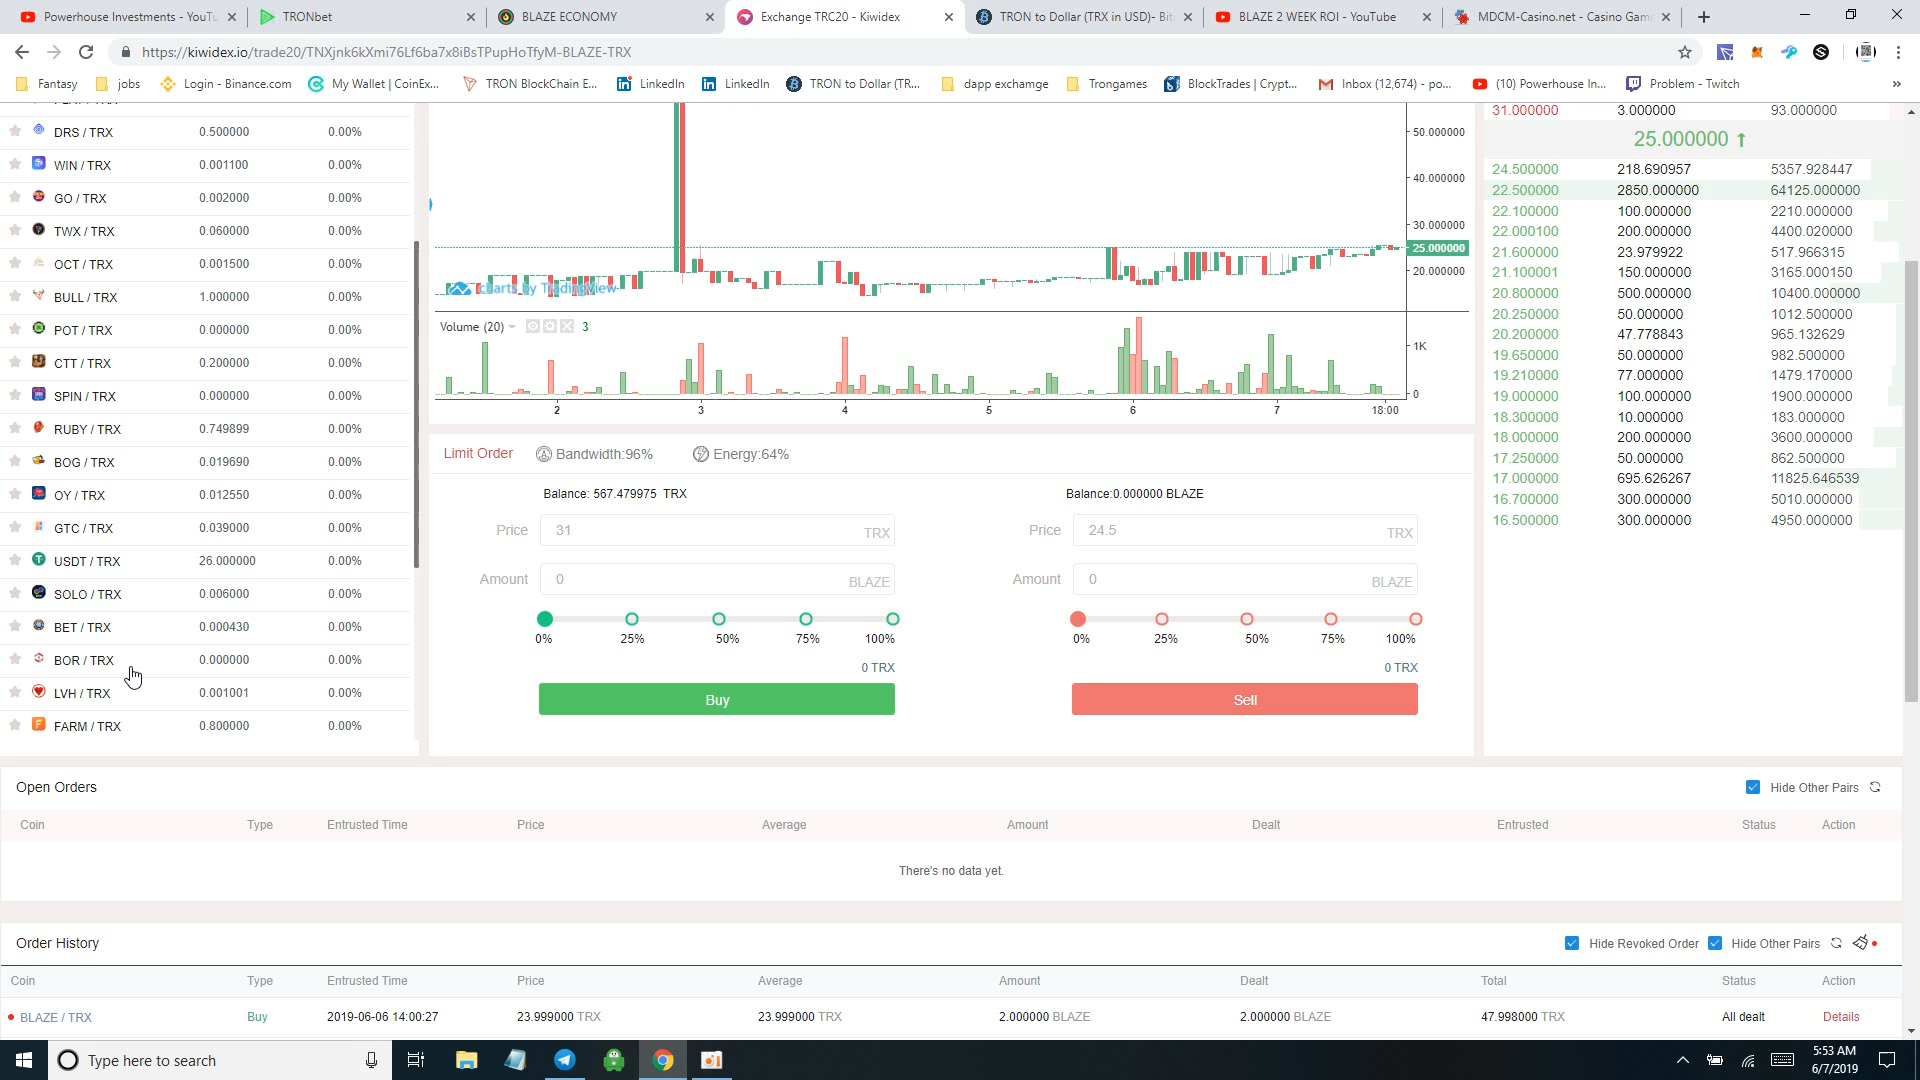 Powerhouse Investments - YouTu
TRONbet
BLAZE ECONOMY
Exchange TRC20 - Kiwidex
TRON to Dollar (TRX in USD)- Bit
BLAZE 2 WEEK ROI - YouTube
MDCM-Casino.net - Casino Gam
https://kiwidex.io/trade20/TNXjnk6kXmi76Lf6ba7x8iBsTPupHoTfyM-BLAZE-TRX
Fantasy
jobs
Login - Binance.com
My Wallet | CoinEx...
TRON BlockChain E...
LinkedIn
LinkedIn
TRON to Dollar (TR...
dapp exchamge
Trongames
BlockTrades | Crypt...
Inbox (12,674) - po...
(10) Powerhouse In...
Problem - Twitch
DRS / TRX 0.500000 0.00%
WIN / TRX 0.001100 0.00%
GO / TRX 0.002000 0.00%
TWX / TRX 0.060000 0.00%
OCT / TRX 0.001500 0.00%
BULL / TRX 1.000000 0.00%
POT / TRX 0.000000 0.00%
CTT / TRX 0.200000 0.00%
SPIN / TRX 0.000000 0.00%
RUBY / TRX 0.749899 0.00%
BOG / TRX 0.019690 0.00%
OY / TRX 0.012550 0.00%
GTC / TRX 0.039000 0.00%
USDT / TRX 26.000000 0.00%
SOLO / TRX 0.006000 0.00%
BET / TRX 0.000430 0.00%
BOR / TRX 0.000000 0.00%
LVH / TRX 0.001001 0.00%
FARM / TRX 0.800000 0.00%
50.000000
40.000000
30.000000
25.000000
20.000000
charts by TradingView
Volume (20) 3
1K
0
2 3 4 5 6 7 18:00
Limit Order Bandwidth:96% Energy:64%
Balance: 567.479975 TRX
Price 31 TRX
Amount 0 BLAZE
0% 25% 50% 75% 100%
0 TRX
Buy
Balance:0.000000 BLAZE
Price 24.5 TRX
Amount 0 BLAZE
0% 25% 50% 75% 100%
0 TRX
Sell
31.000000 3.000000 93.000000
25.000000 ↑
24.500000 218.690957 5357.928447
22.500000 2850.000000 64125.000000
22.100000 100.000000 2210.000000
22.000100 200.000000 4400.020000
21.600000 23.979922 517.966315
21.100001 150.000000 3165.000150
20.800000 500.000000 10400.000000
20.250000 50.000000 1012.500000
20.200000 47.778843 965.132629
19.650000 50.000000 982.500000
19.210000 77.000000 1479.170000
19.000000 100.000000 1900.000000
18.300000 10.000000 183.000000
18.000000 200.000000 3600.000000
17.250000 50.000000 862.500000
17.000000 695.626267 11825.646539
16.700000 300.000000 5010.000000
16.500000 300.000000 4950.000000
Open Orders Hide Other Pairs
Coin Type Entrusted Time Price Average Amount Dealt Entrusted Status Action
There's no data yet.
Order History Hide Revoked Order Hide Other Pairs
Coin Type Entrusted Time Price Average Amount Dealt Total Status Action
BLAZE / TRX Buy 2019-06-06 14:00:27 23.999000 TRX 23.999000 TRX 2.000000 BLAZE 2.000000 BLAZE 47.998000 TRX All dealt Details
Type here to search
5:53 AM
6/7/2019